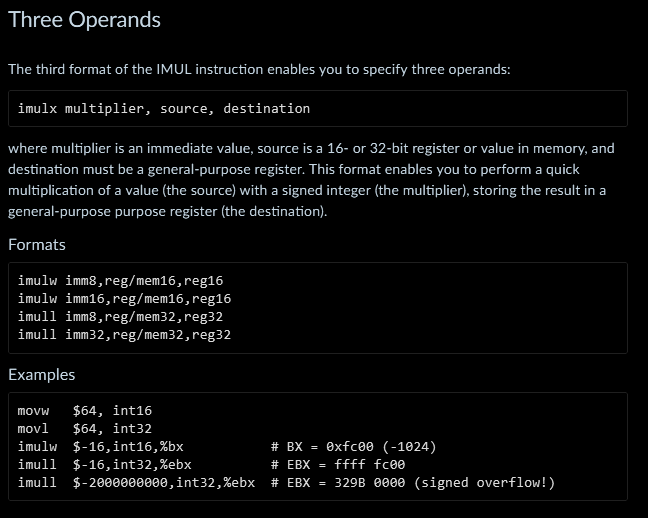 Three Operands
The third format of the IMUL instruction enables you to specify three operands:
imulx multiplier, source, destination
where multiplier is an immediate value, source is a 16- or 32-bit register or value in memory, and
destination must be a general-purpose register. This format enables you to perform a quick
multiplication of a value (the source) with a signed integer (the multiplier), storing the result in a
general-purpose purpose register (the destination).
Formats
imulw imm8,reg/mem16,reg16
imulw imm16,reg/mem16,reg16
imull imm8,reg/mem32,reg32
imull imm32,reg/mem32,reg32
Examples
movw   $64, int16
movl   $64, int32
imulw  $-16,int16,%bx           # BX = 0xfc00 (-1024)
imull  $-16,int32,%ebx          # EBX = ffff fc00
imull  $-2000000000,int32,%ebx  # EBX = 329B 0000 (signed overflow!)